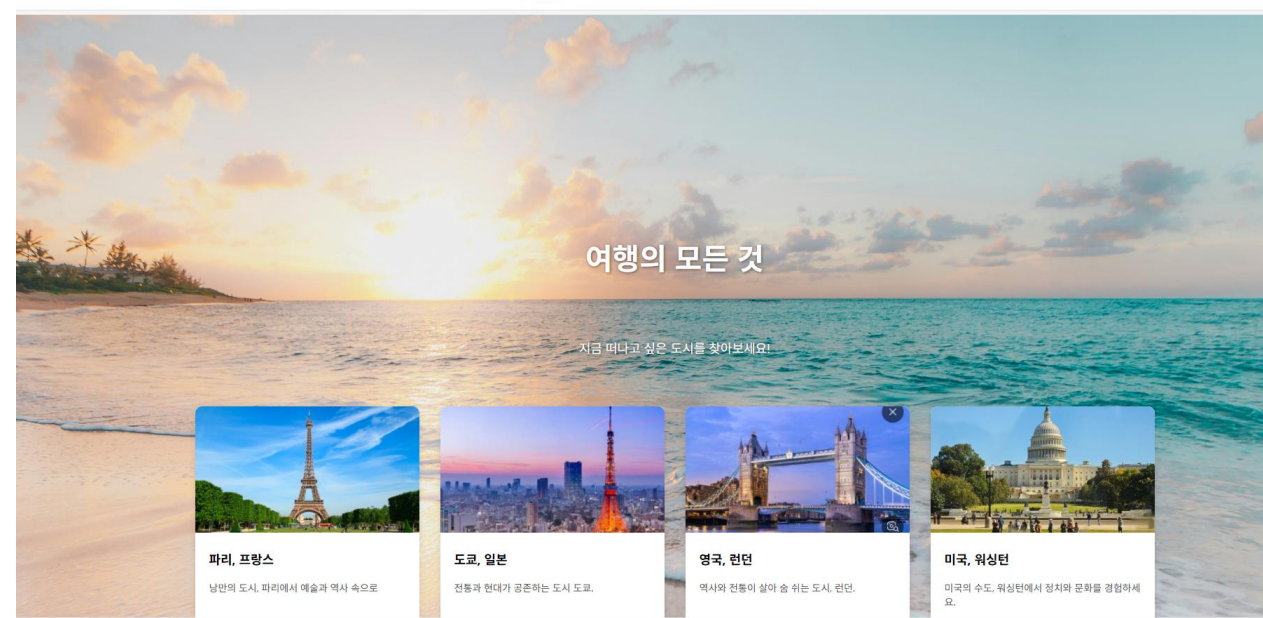 여행의 모든 것
지금 떠나고 싶은 도시를 찾아보세요!
파리, 프랑스
낭만의 도시, 파리에서 예술과 역사 속으로
도쿄, 일본
전통과 현대가 공존하는 도시 도쿄.
영국, 런던
역사와 전통이 살아 숨 쉬는 도시, 런던.
미국, 워싱턴
미국의 수도, 워싱턴에서 정치와 문화를 경험하세
요.